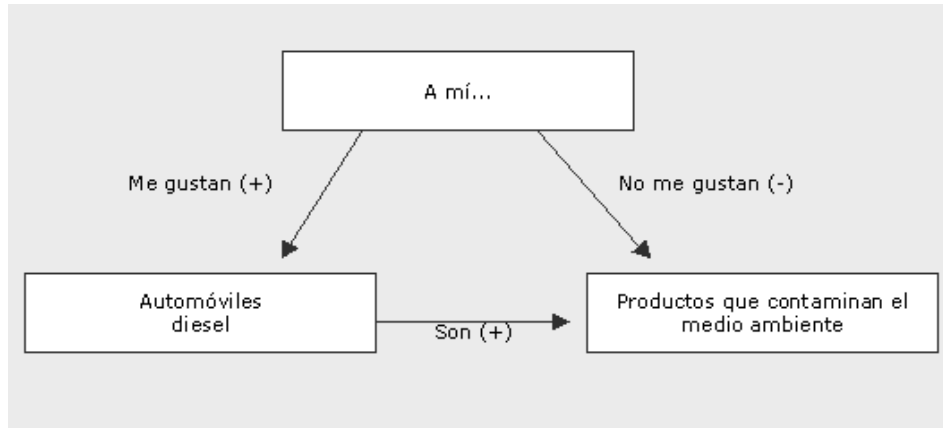 A mí...
Me gustan (+)
No me gustan (-)
Automóviles
diesel
Son (+)
Productos que contaminan el
medio ambiente